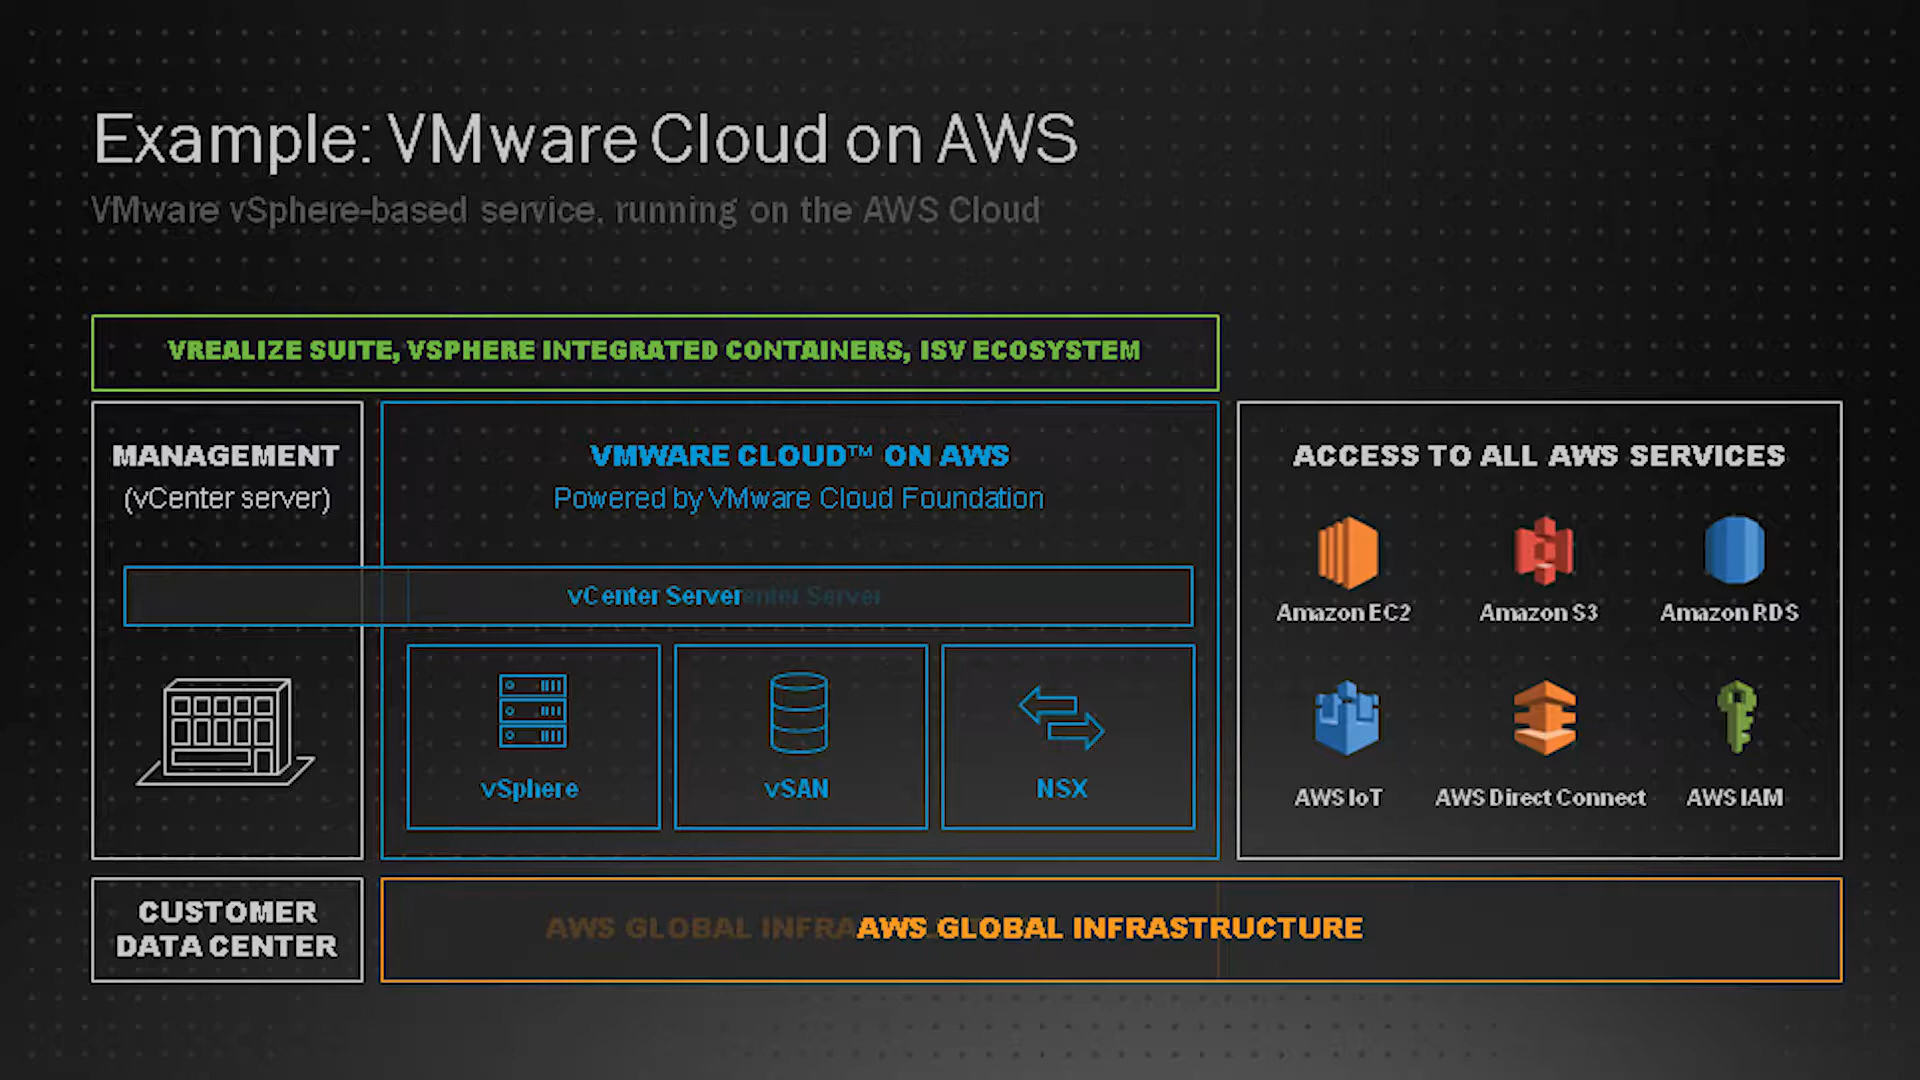 Example: VMware Cloud on AWS
VMware vSphere-based service, running on the AWS Cloud
VREALIZE SUITE, VSPHERE INTEGRATED CONTAINERS, ISV ECOSYSTEM
MANAGEMENT
(vCenter server)
VMWARE CLOUD™ ON AWS
Powered by VMware Cloud Foundation
vCenter Server
enter Server
vSphere
vSAN
NSX
ACCESS TO ALL AWS SERVICES
Amazon EC2
Amazon S3
Amazon RDS
AWS IoT
AWS Direct Connect
AWS IAM
CUSTOMER
DATA CENTER
AWS GLOBAL INFRA
AWS GLOBAL INFRASTRUCTURE